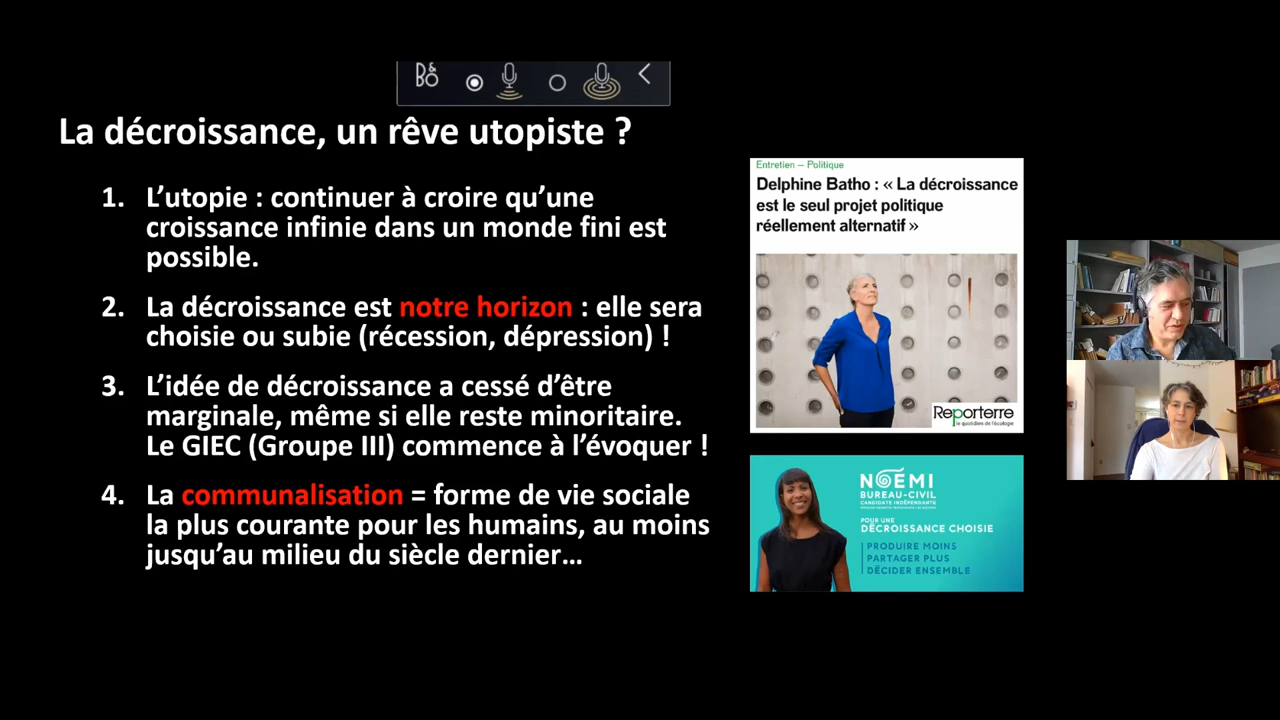 B&O
La décroissance, un rêve utopiste ?
1. L’utopie : continuer à croire qu’une
croissance infinie dans un monde fini est
possible.
2. La décroissance est notre horizon : elle sera
choisie ou subie (récession, dépression) !
3. L’idée de décroissance a cessé d’être
marginale, même si elle reste minoritaire.
Le GIEC (Groupe III) commence à l’évoquer !
4. La communalisation = forme de vie sociale
la plus courante pour les humains, au moins
jusqu’au milieu du siècle dernier…
Entretien — Politique
Delphine Batho : « La décroissance
est le seul projet politique
réellement alternatif »
Reporterre
le quotidien de l'écologie
NOÉMI
BUREAU-CIVIL
CANDIDATE INDÉPENDANTE
POUR UNE
DÉCROISSANCE CHOISIE
PRODUIRE MOINS
PARTAGER PLUS
DÉCIDER ENSEMBLE